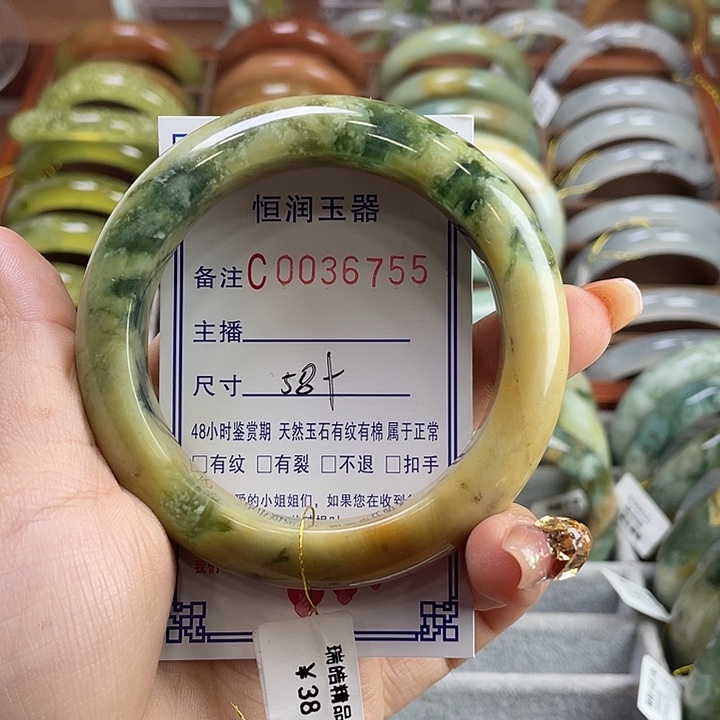 恒润玉器
备注C0036755
主播
尺寸 58+
48小时鉴赏期 天然玉石有纹有棉属于正常
□有纹 □有裂 □不退 □扣手
爱的小姐姐们，如果您在收到
我们
瑞皓精品
¥38